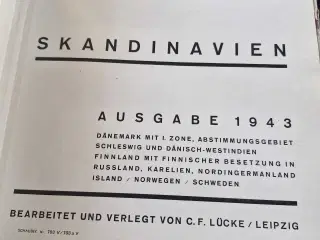 SKANDINAVIEN
AUSGABE 1943
DÄNEMARK MIT I. ZONE, ABSTIMMUNGSGEBIET
SCHLESWIG UND DÄNISCH-WESTINDIEN
FINNLAND MIT FINNISCHER BESETZUNG IN
RUSSLAND, KARELIEN, NORDINGERMANLAND
ISLAND / NORWEGEN / SCHWEDEN
BEARBEITET UND VERLEGT VON C. F. LÜCKE / LEIPZIG